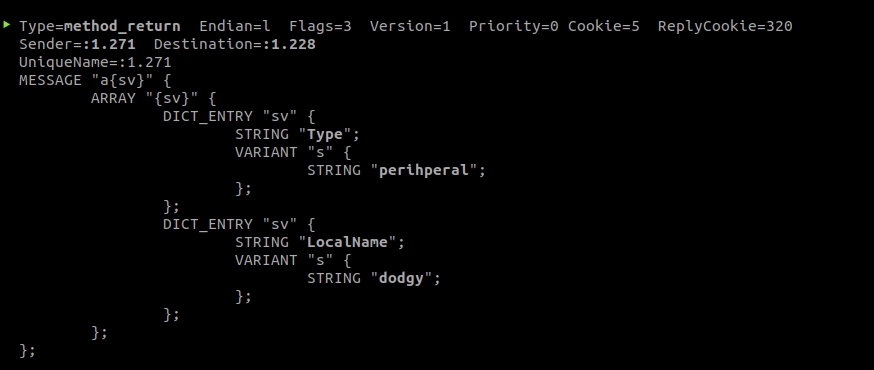 Type=method_return  Endian=l  Flags=3  Version=1  Priority=0 Cookie=5  ReplyCookie=320
Sender=:1.271  Destination=:1.228
UniqueName=:1.271
MESSAGE "a{sv}" {
        ARRAY "{sv}" {
                DICT_ENTRY "sv" {
                        STRING "Type";
                        VARIANT "s" {
                                STRING "perihperal";
                        };
                };
                DICT_ENTRY "sv" {
                        STRING "LocalName";
                        VARIANT "s" {
                                STRING "dodgy";
                        };
                };
        };
};